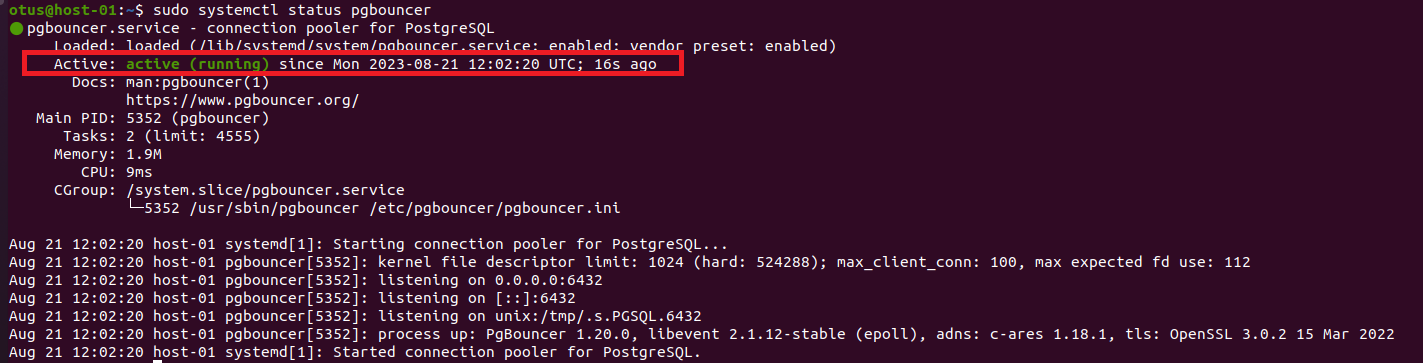 otus@host-01:~$ sudo systemctl status pgbouncer
pgbouncer.service - connection pooler for PostgreSQL
Loaded: loaded (/lib/systemd/system/pgbouncer.service; enabled; vendor preset: enabled)
Active: active (running) since Mon 2023-08-21 12:02:20 UTC; 16s ago
Docs: man:pgbouncer(1)
https://www.pgbouncer.org/
Main PID: 5352 (pgbouncer)
Tasks: 2 (limit: 4555)
Memory: 1.9M
CPU: 9ms
CGroup: /system.slice/pgbouncer.service
└─5352 /usr/sbin/pgbouncer /etc/pgbouncer/pgbouncer.ini
Aug 21 12:02:20 host-01 systemd[1]: Starting connection pooler for PostgreSQL...
Aug 21 12:02:20 host-01 pgbouncer[5352]: kernel file descriptor limit: 1024 (hard: 524288); max_client_conn: 100, max expected fd use: 112
Aug 21 12:02:20 host-01 pgbouncer[5352]: listening on 0.0.0.0:6432
Aug 21 12:02:20 host-01 pgbouncer[5352]: listening on [::]:6432
Aug 21 12:02:20 host-01 pgbouncer[5352]: listening on unix:/tmp/.s.PGSQL.6432
Aug 21 12:02:20 host-01 pgbouncer[5352]: process up: PgBouncer 1.20.0, libevent 2.1.12-stable (epoll), adns: c-ares 1.18.1, tls: OpenSSL 3.0.2 15 Mar 2022
Aug 21 12:02:20 host-01 systemd[1]: Started connection pooler for PostgreSQL.